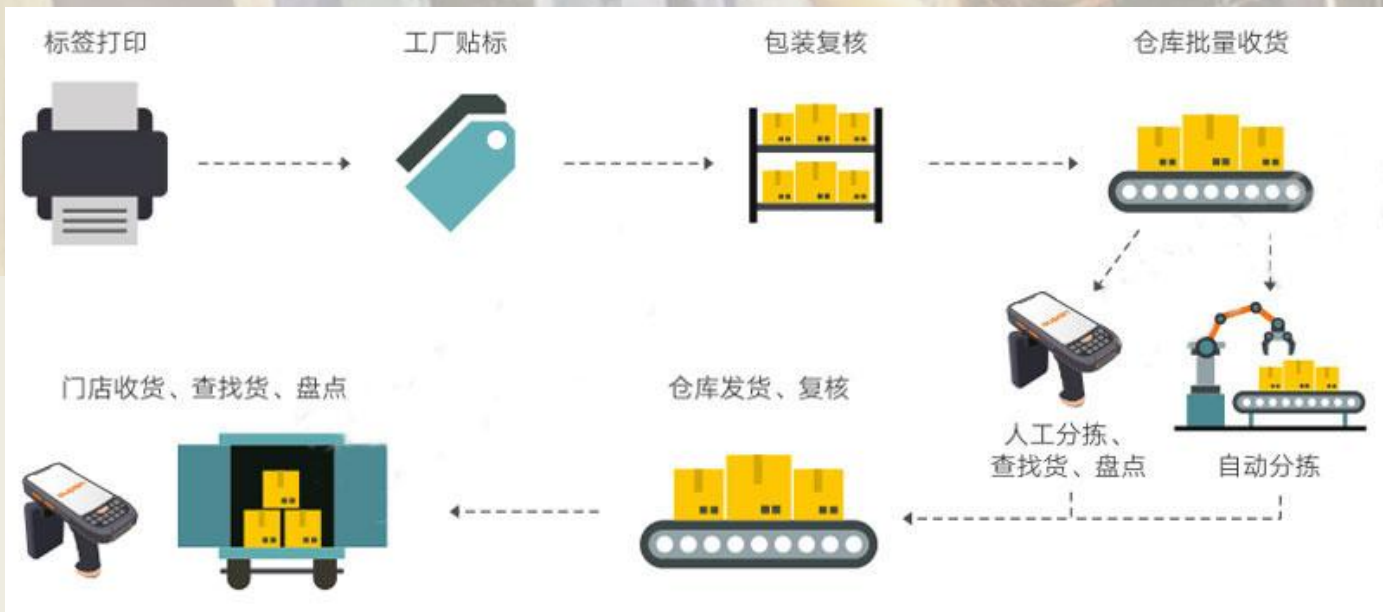 标签打印
工厂贴标
包装复核
仓库批量收货
门店收货、查找货、盘点
仓库发货、复核
人工分拣、
查找货、盘点
自动分拣